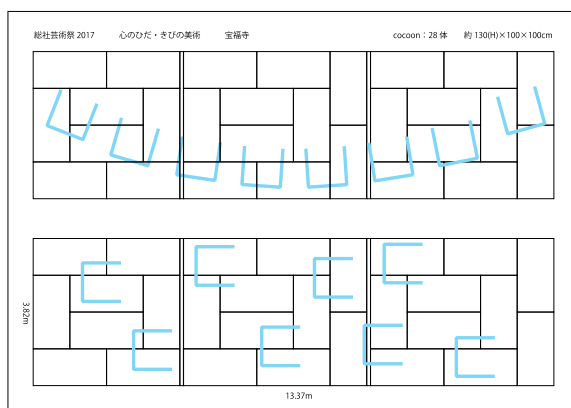 総社芸術祭 2017　心のひだ・きびの美術　宝福寺　cocoon：28 体　約 130(H)×100×100cm
3.82m
13.37m